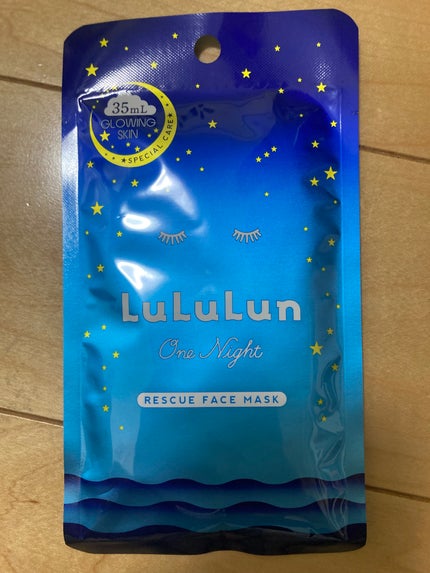 35mL
GLOWING
SKIN
★SPECIAL CARE★
LuLuLun
One Night
RESCUE FACE MASK